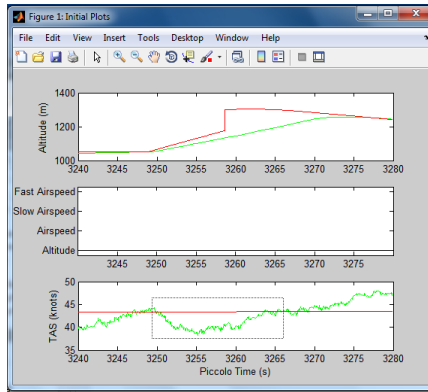 Figure 1: Initial Plots
File Edit View Insert Tools Desktop Window Help
1400
1200
1000
Altitude (m)
3240 3245 3250 3255 3260 3265 3270 3275 3280
Fast Airspeed
Slow Airspeed
Airspeed
Altitude
3245 3250 3255 3260 3265 3270 3275
50
45
40
35
TAS (knots)
3240 3245 3250 3255 3260 3265 3270 3275 3280
Piccolo Time (s)